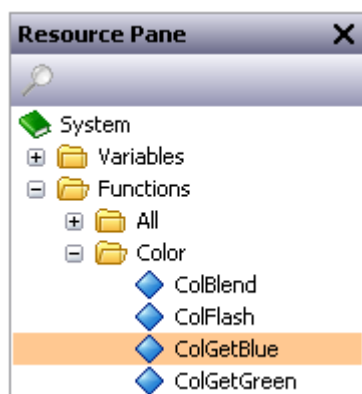 Resource Pane
System
Variables
Functions
All
Color
ColBlend
ColFlash
ColGetBlue
ColGetGreen